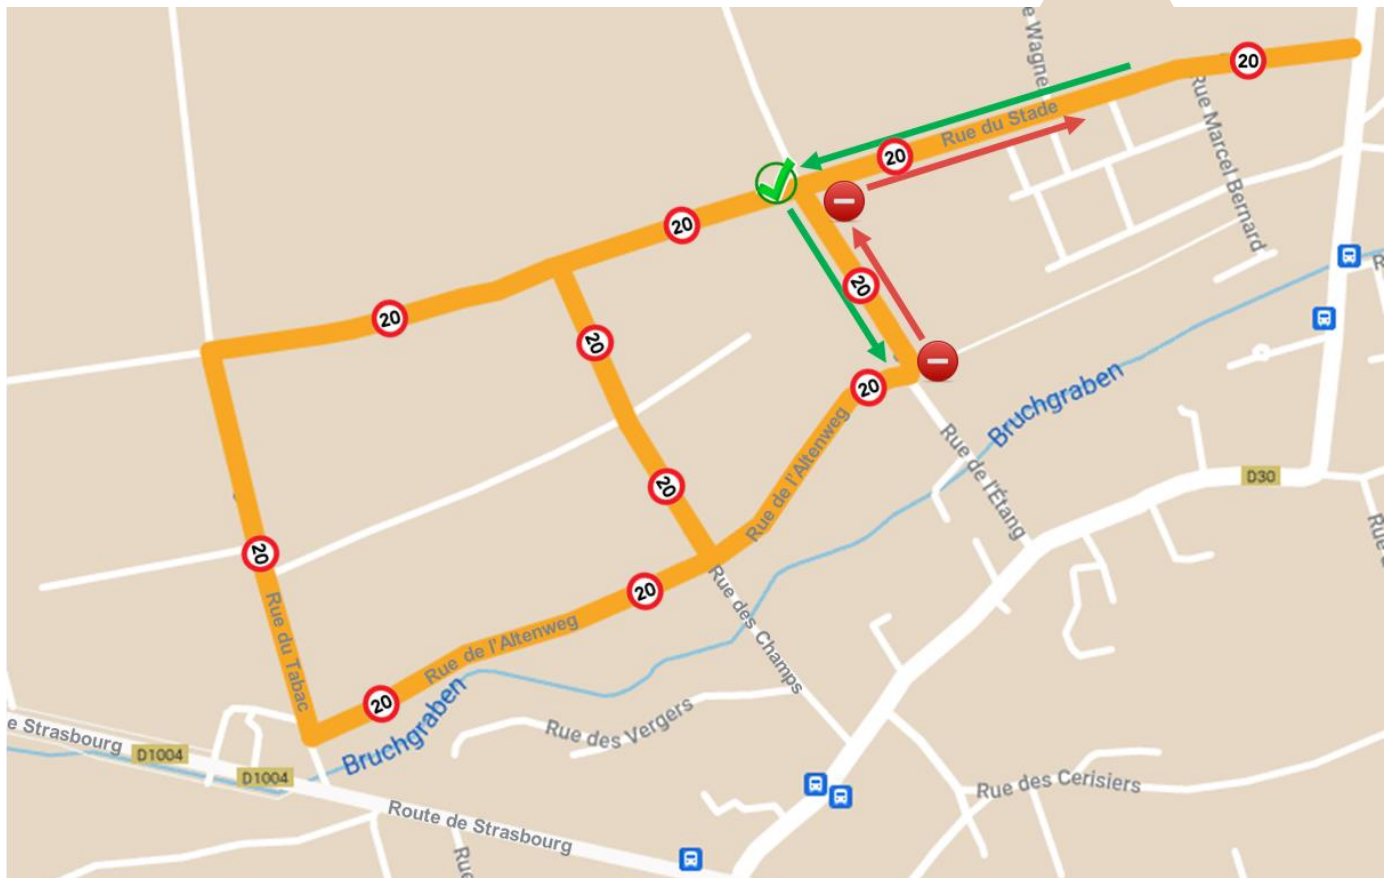 e Wagne
20
Rue Marcel Bernard
Rue du Stade
20
20
20
20
20
20
Rue de l'Altenweg
Bruchgraben
Rue de l'Étang
D30
20
20
Rue du Tabac
20
Rue des Champs
Rue de l'Altenweg
20
Bruchgraben
Rue des Vergers
e Strasbourg
D1004
D1004
Route de Strasbourg
Rue des Cerisiers
Rue